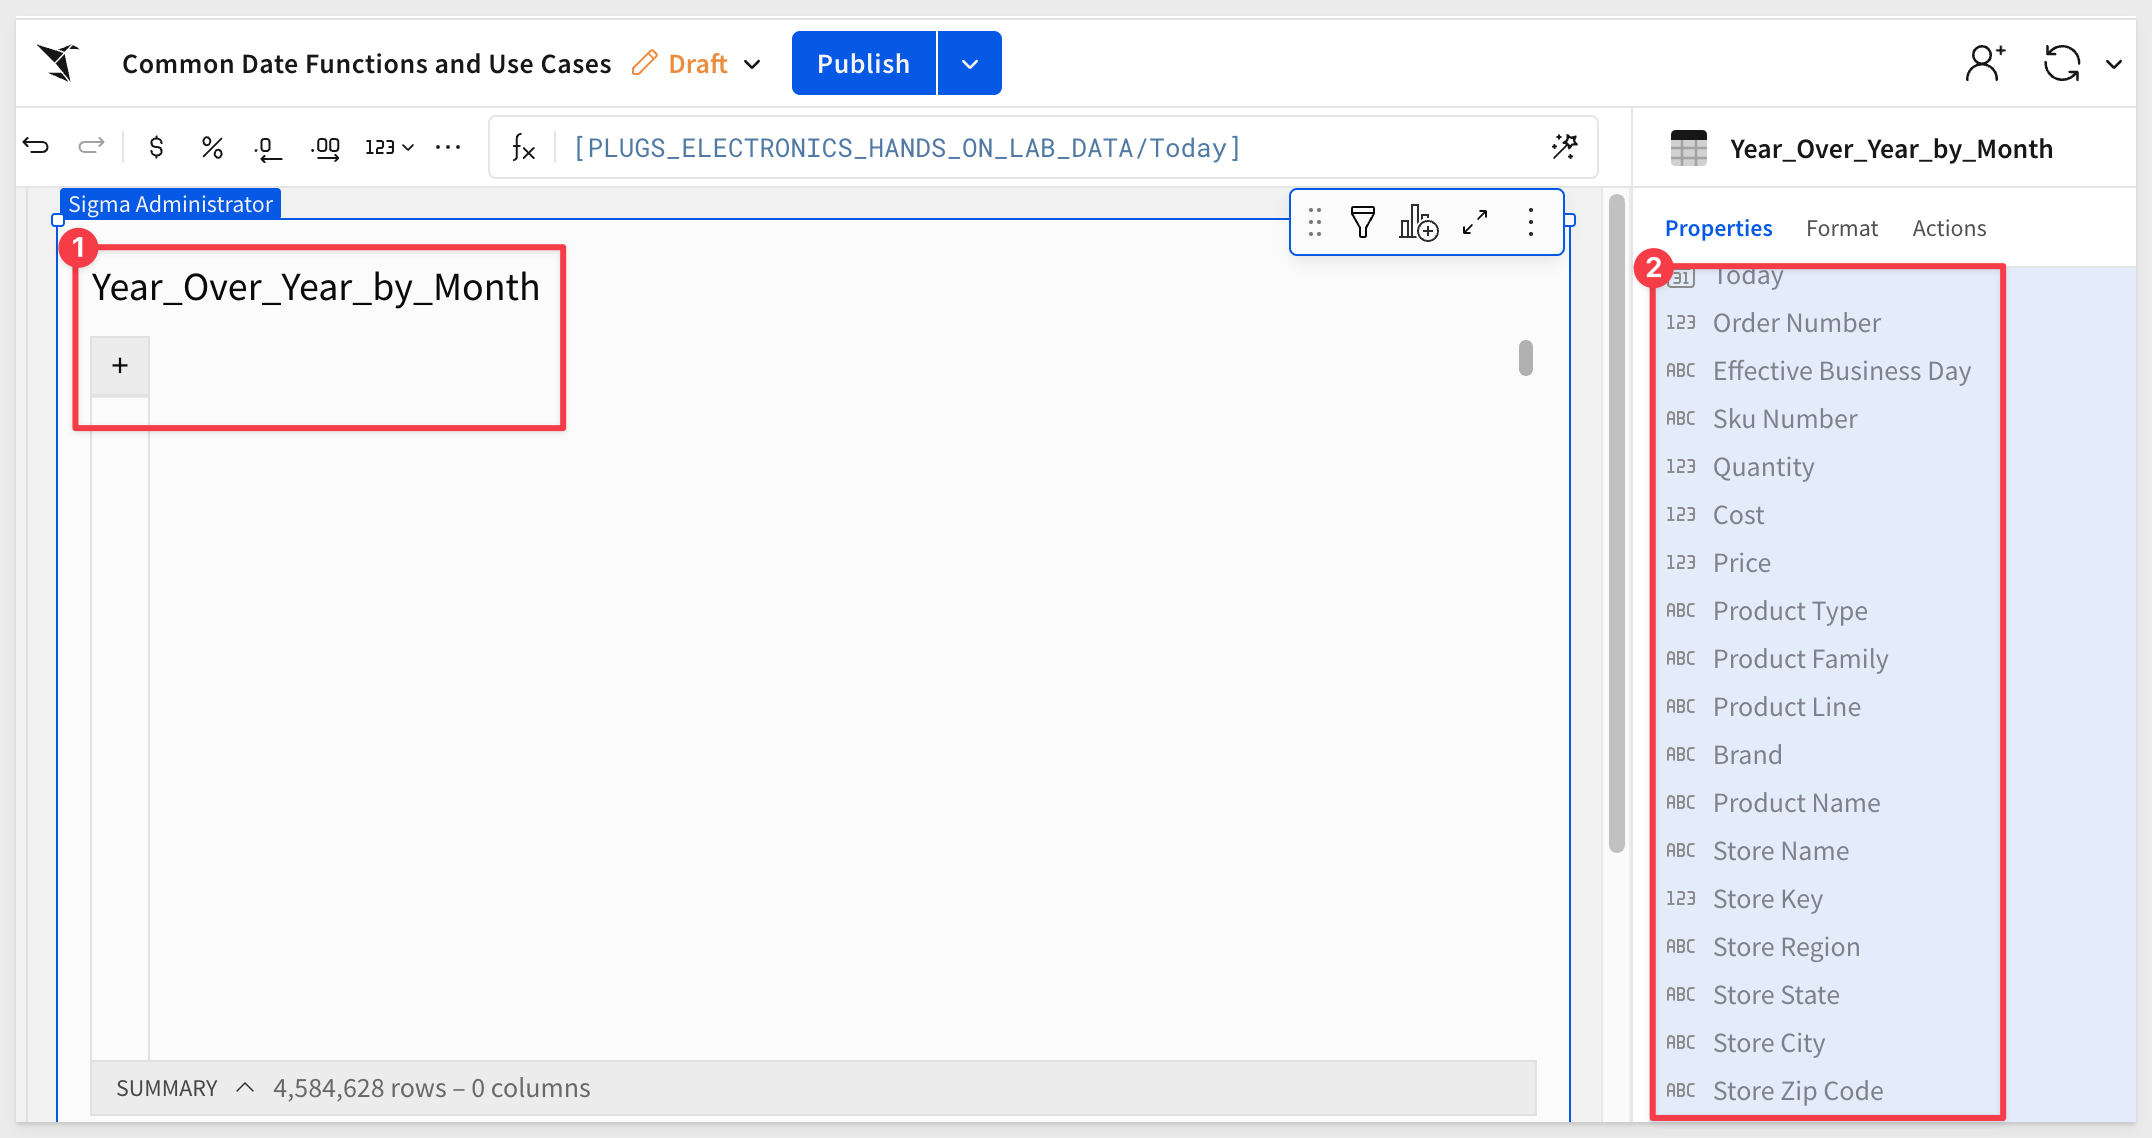 Common Date Functions and Use Cases Draft Publish
$ % .0 .00 123 ... fx [PLUGS_ELECTRONICS_HANDS_ON_LAB_DATA/Today]
Year_Over_Year_by_Month
Sigma Administrator
Properties Format Actions
1
Year_Over_Year_by_Month
+
2
31 Today
123 Order Number
ABC Effective Business Day
ABC Sku Number
123 Quantity
123 Cost
123 Price
ABC Product Type
ABC Product Family
ABC Product Line
ABC Brand
ABC Product Name
ABC Store Name
123 Store Key
ABC Store Region
ABC Store State
ABC Store City
ABC Store Zip Code
SUMMARY 4,584,628 rows – 0 columns